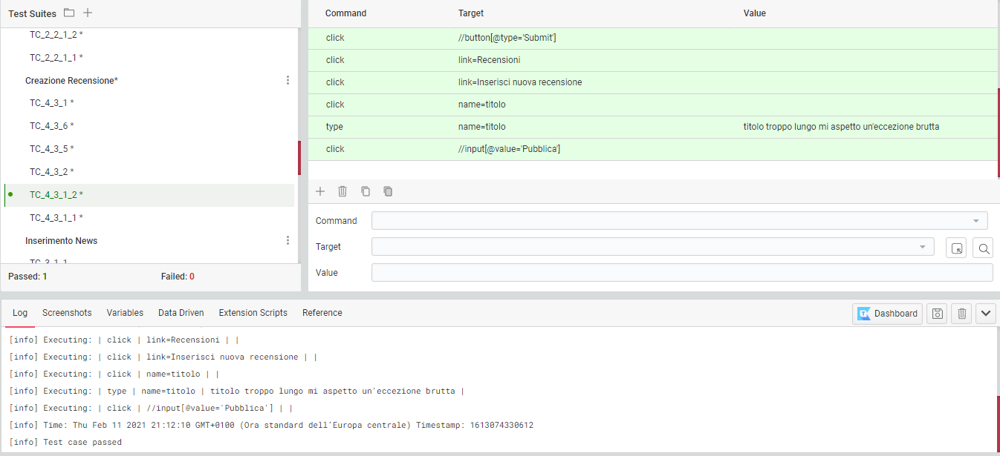 Test Suites
TC_2_2_1_2 *
TC_2_2_1_1 *
Creazione Recensione*
TC_4_3_1 *
TC_4_3_6 *
TC_4_3_5 *
TC_4_3_2 *
TC_4_3_1_2 *
TC_4_3_1_1 *
Inserimento News
TC_3_1_1
Passed: 1 Failed: 0
Command Target Value
click //button[@type='Submit']
click link=Recensioni
click link=Inserisci nuova recensione
click name=titolo
type name=titolo titolo troppo lungo mi aspetto un'eccezione brutta
click //input[@value='Pubblica']
Command
Target
Value
Log Screenshots Variables Data Driven Extension Scripts Reference Dashboard
[info] Executing: | click | link=Recensioni | |
[info] Executing: | click | link=Inserisci nuova recensione | |
[info] Executing: | click | name=titolo | |
[info] Executing: | type | name=titolo | titolo troppo lungo mi aspetto un'eccezione brutta |
[info] Executing: | click | //input[@value='Pubblica'] | |
[info] Time: Thu Feb 11 2021 21:12:10 GMT+0100 (Ora standard dell'Europa centrale) Timestamp: 1613074330612
[info] Test case passed